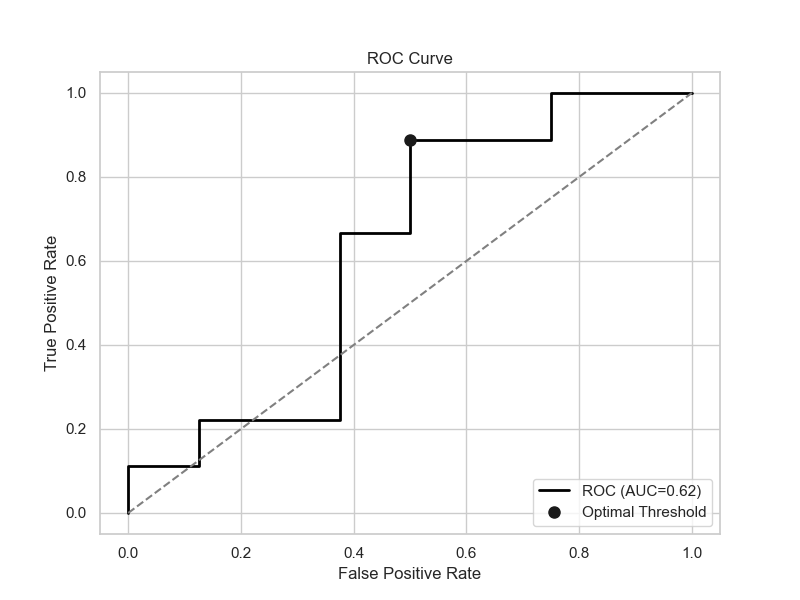 ROC Curve
True Positive Rate
1.0
0.8
0.6
0.4
0.2
0.0
0.0 0.2 0.4 0.6 0.8 1.0
False Positive Rate
ROC (AUC=0.62)
Optimal Threshold